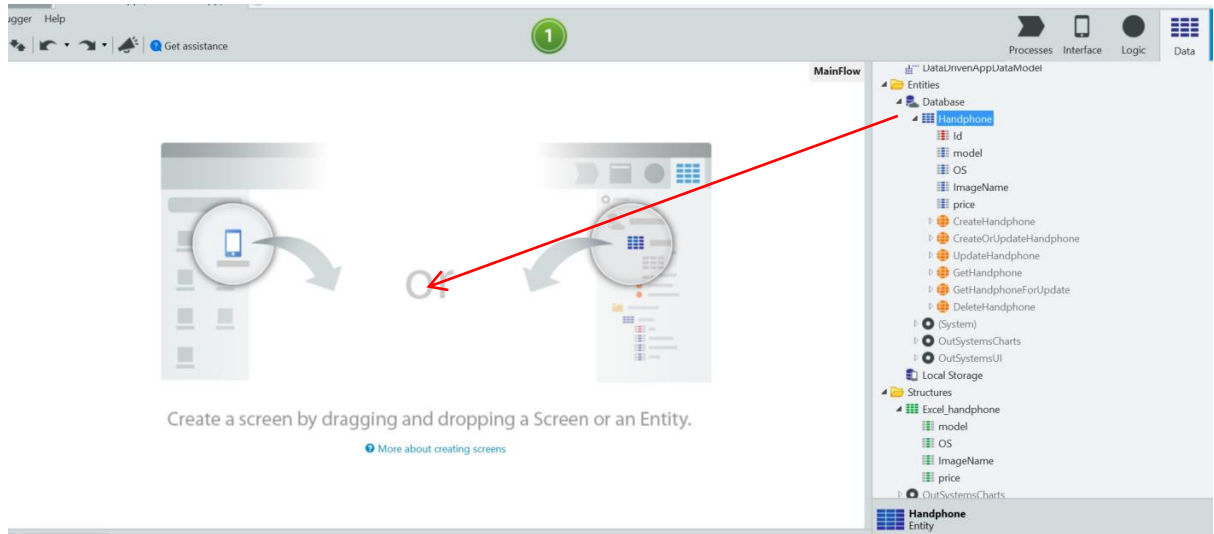 ugger Help
Get assistance
1
Processes Interface Logic Data
MainFlow
or
Create a screen by dragging and dropping a Screen or an Entity.
More about creating screens
DataDrivenAppDataModel
Entities
Database
Handphone
Id
model
OS
ImageName
price
CreateHandphone
CreateOrUpdateHandphone
UpdateHandphone
GetHandphone
GetHandphoneForUpdate
DeleteHandphone
(System)
OutSystemsCharts
OutSystemsUI
Local Storage
Structures
Excel_handphone
model
OS
ImageName
price
OutSystemsCharts
Handphone
Entity